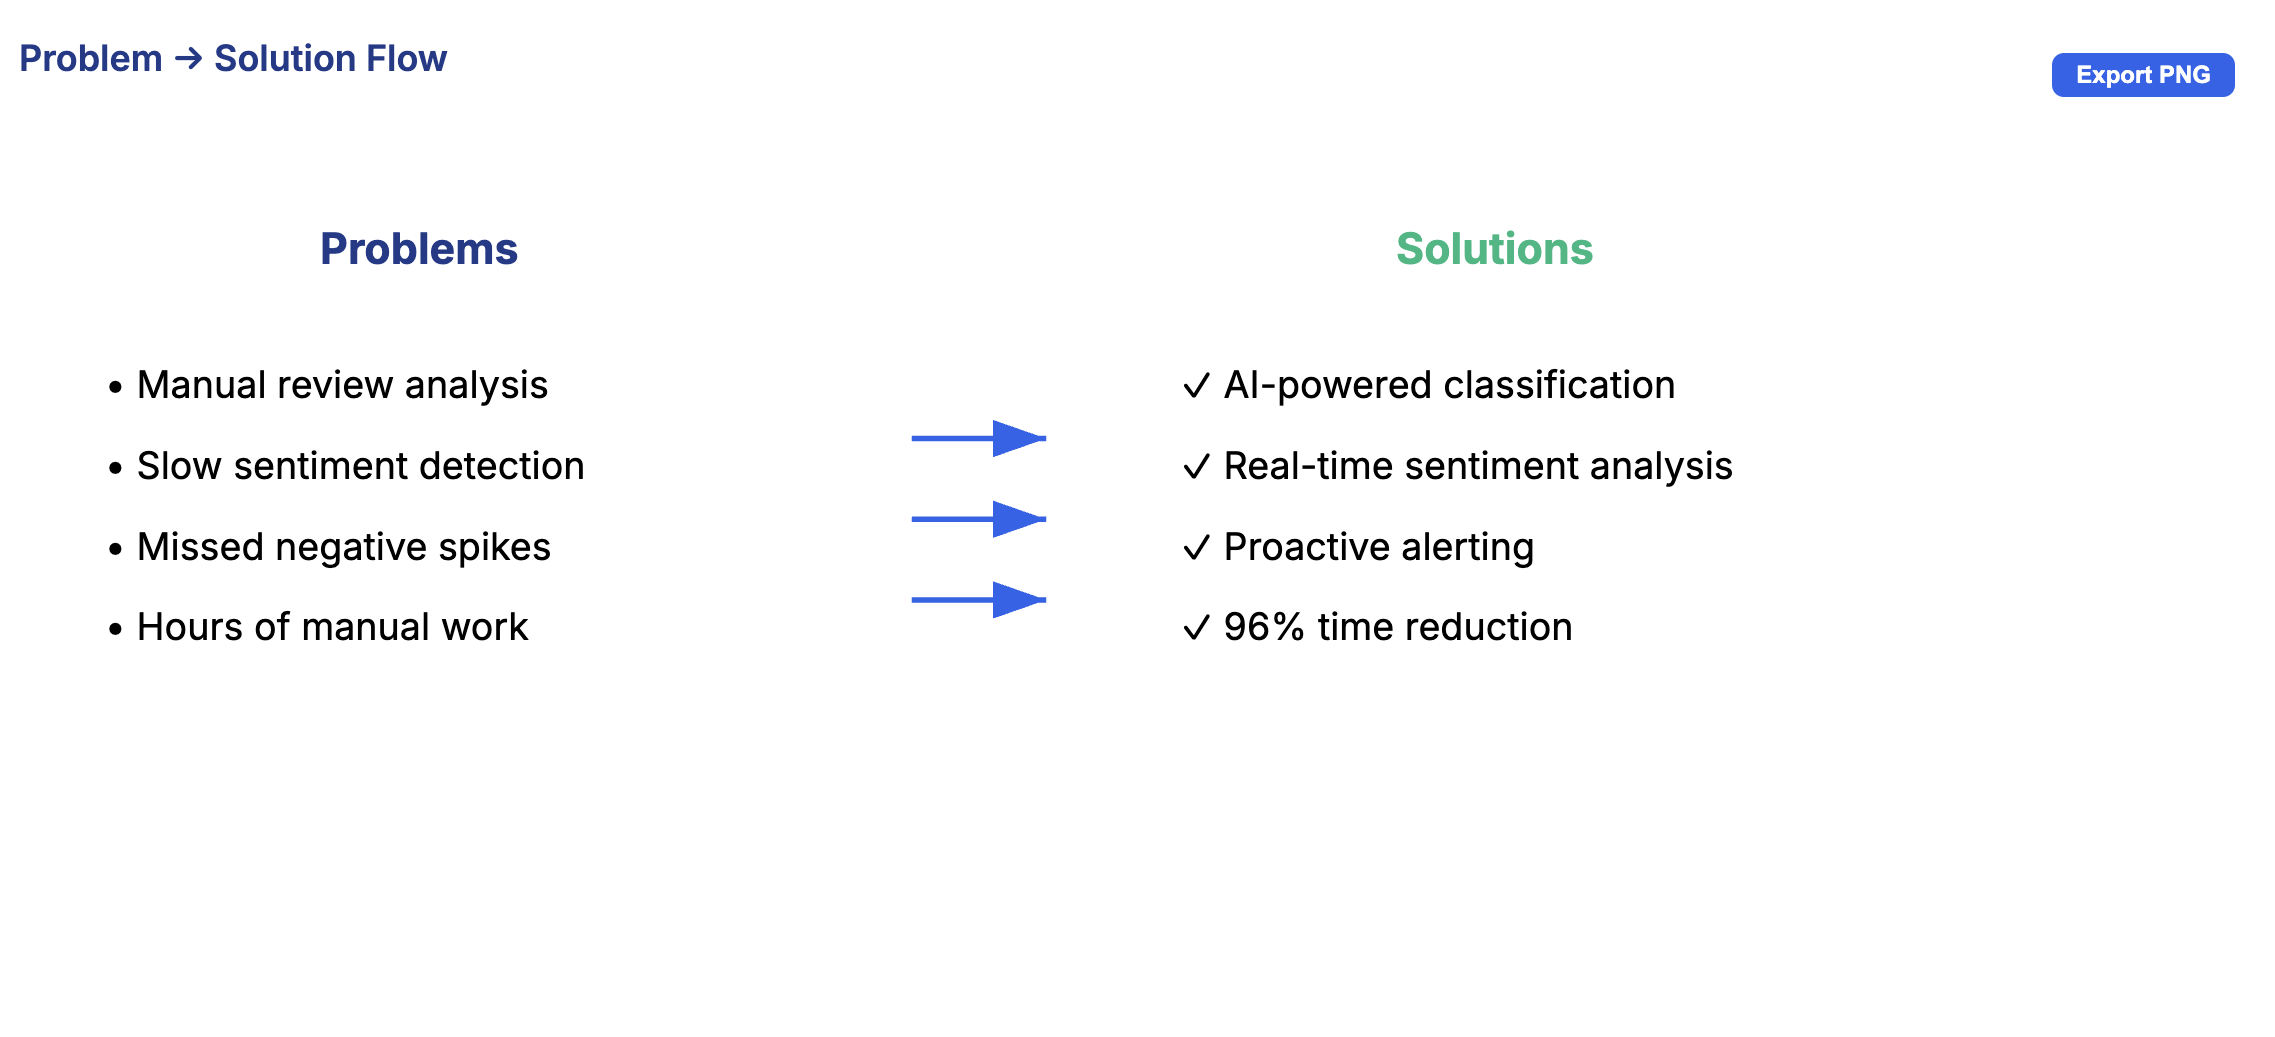 Problem → Solution Flow
Export PNG
Problems
• Manual review analysis
• Slow sentiment detection
• Missed negative spikes
• Hours of manual work
Solutions
✓ AI-powered classification
✓ Real-time sentiment analysis
✓ Proactive alerting
✓ 96% time reduction